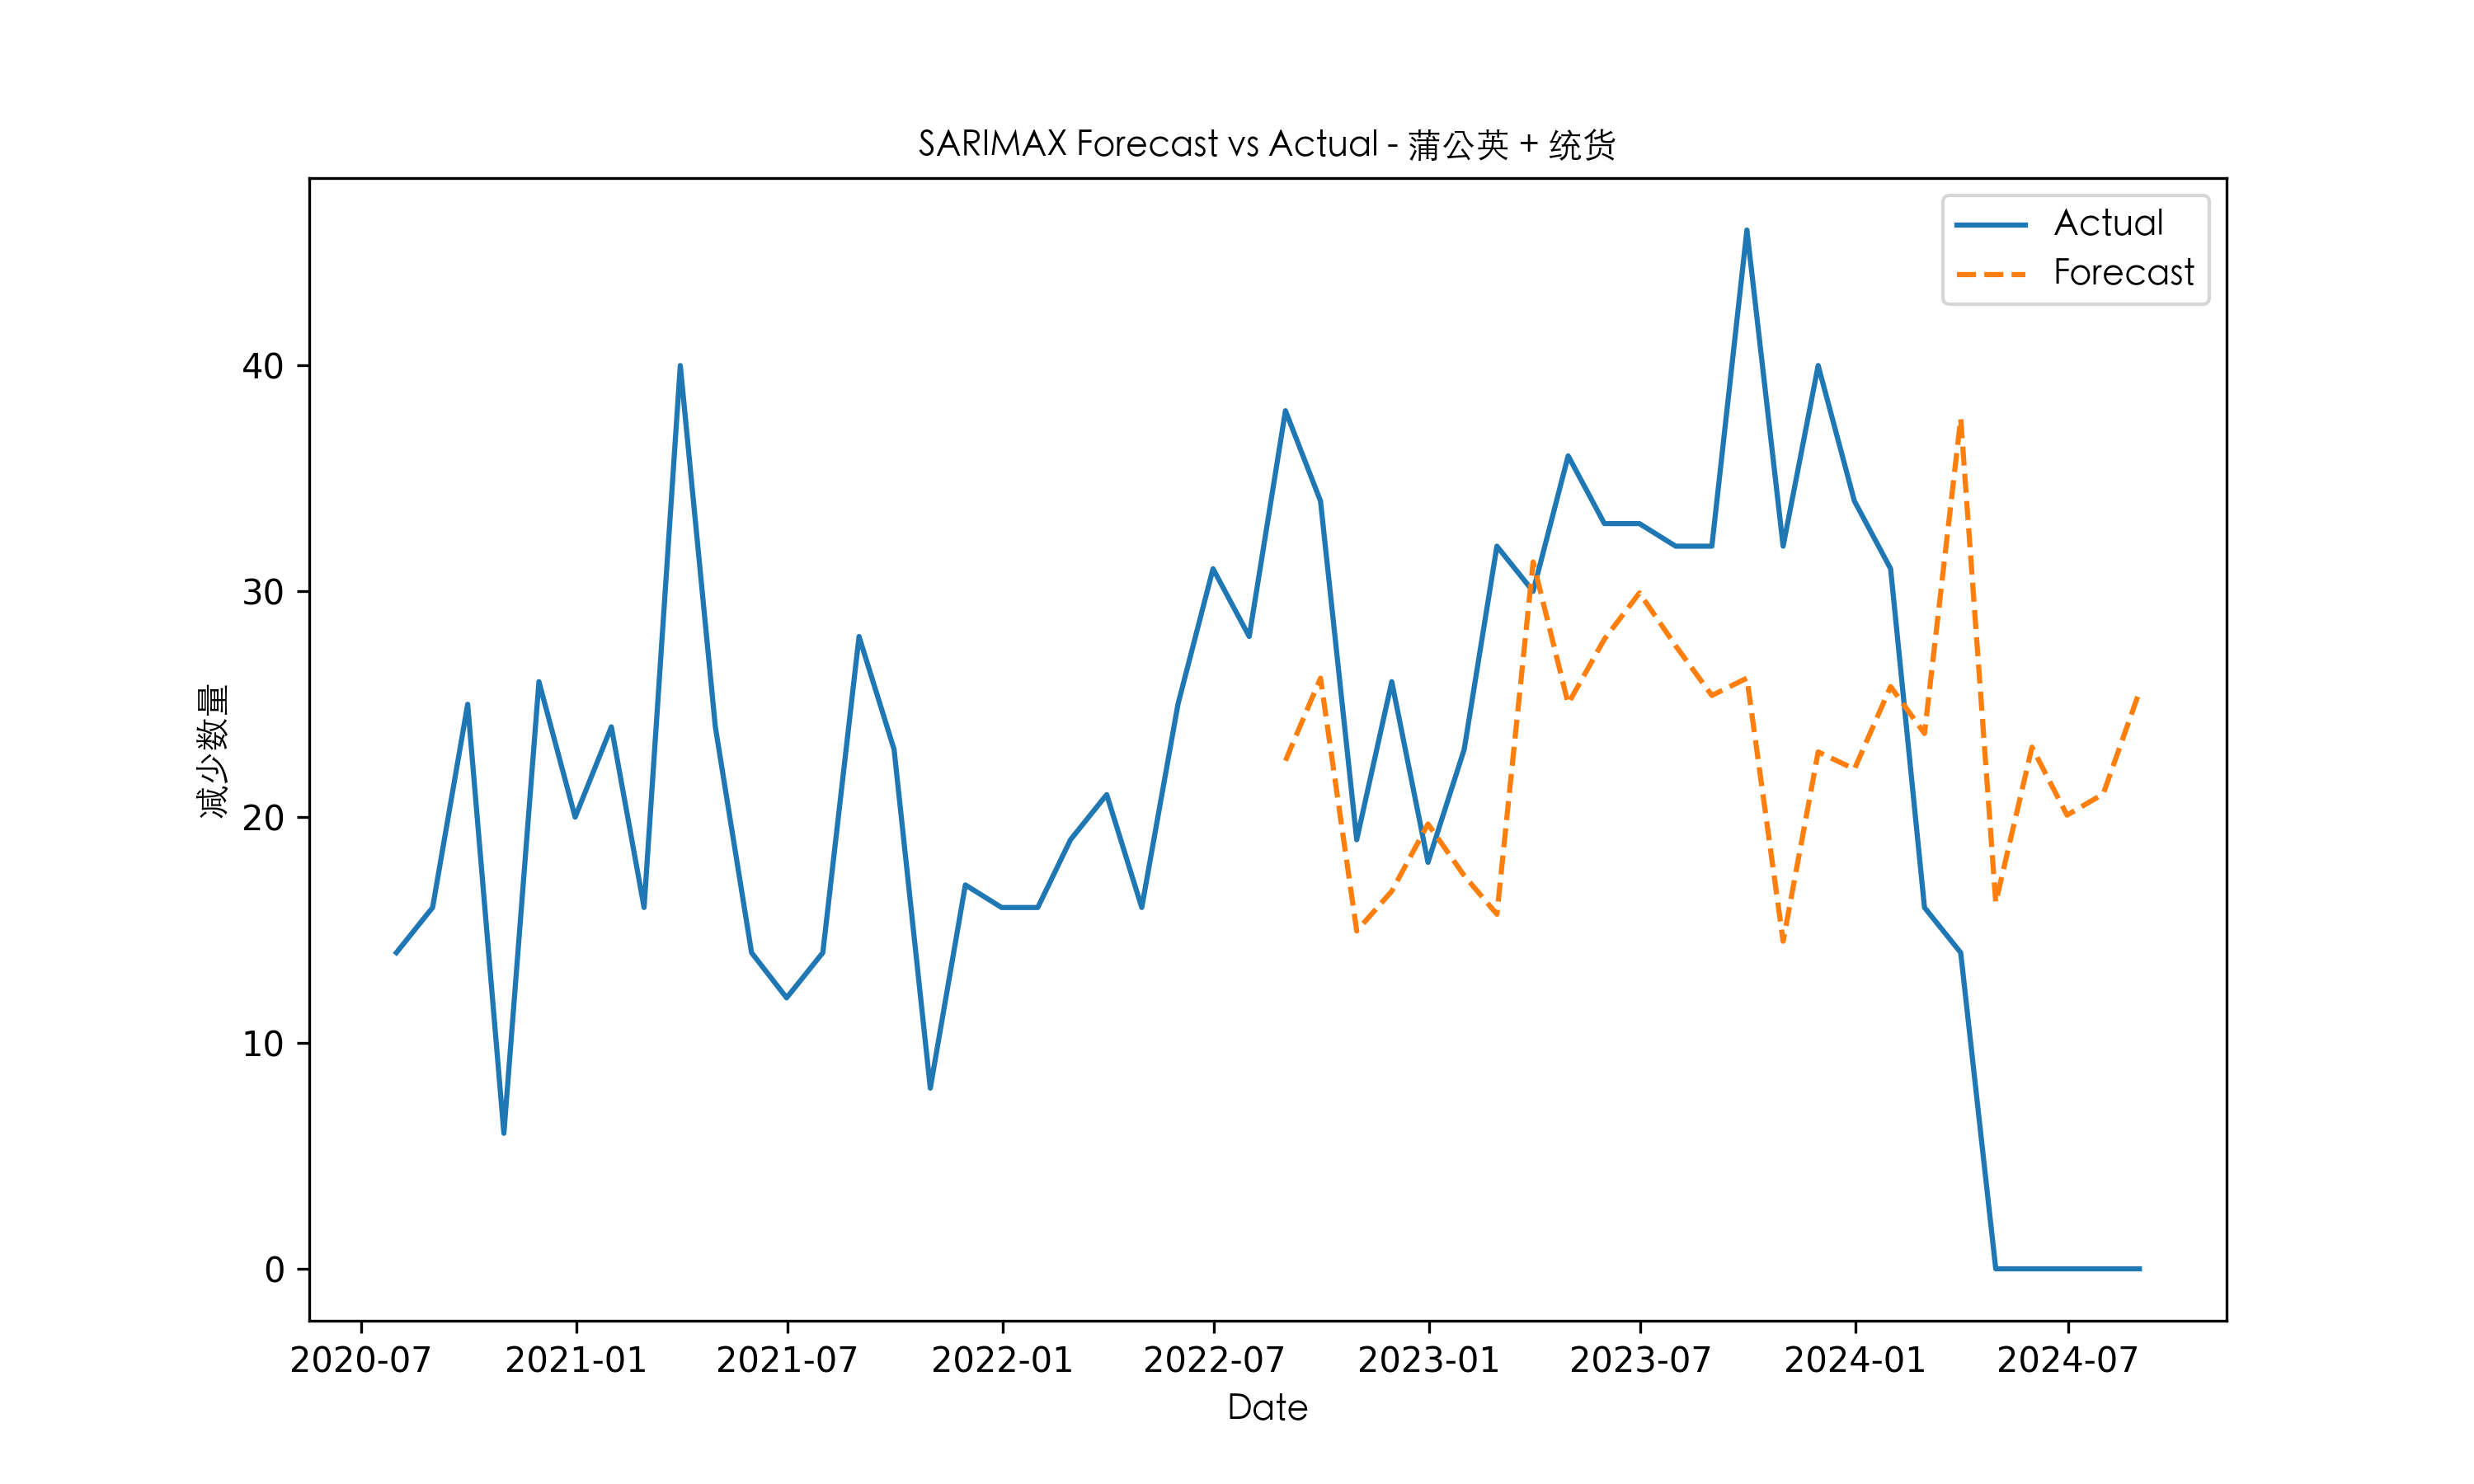 SARIMAX Forecast vs Actual - 蒲公英 + 统货
Actual
Forecast
减少数量
40
30
20
10
0
2020-07 2021-01 2021-07 2022-01 2022-07 2023-01 2023-07 2024-01 2024-07
Date